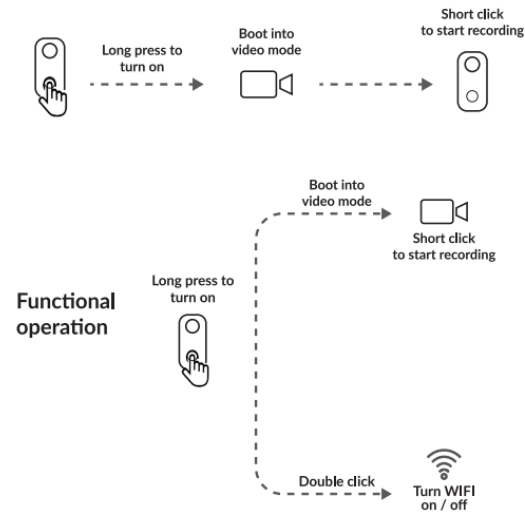 Short click
to start recording
Boot into
video mode
Long press to
turn on
Boot into
video mode
Short click
to start recording
Long press to
turn on
Functional
operation
Double click
Turn WIFI
on / off